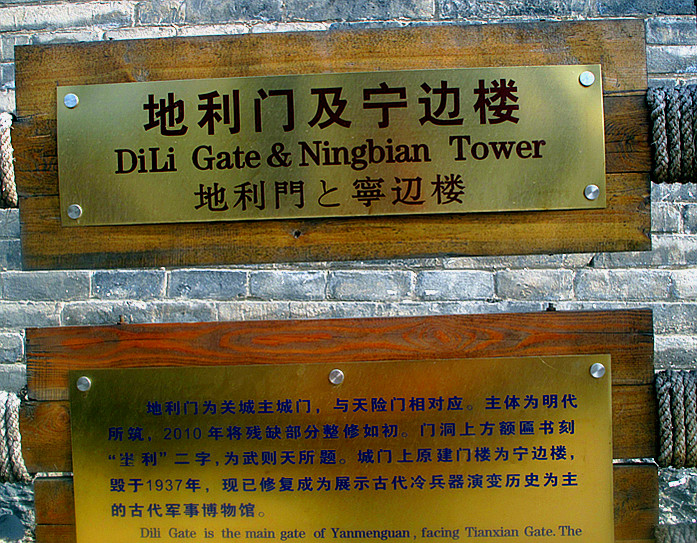 地利门及宁边楼
DiLi Gate & Ningbian Tower
地利門と寧辺楼
地利门为关城主城门，与天险门相对应。主体为明代
所筑，2010年将残缺部分整修如初。门洞上方额匾书刻
“埊利”二字，为武则天所题。城门上原建门楼为宁边楼，
毁于1937年，现已修复成为展示古代冷兵器演变历史为主
的古代军事博物馆。
Dili Gate is the main gate of Yanmenguan, facing Tianxian Gate. The